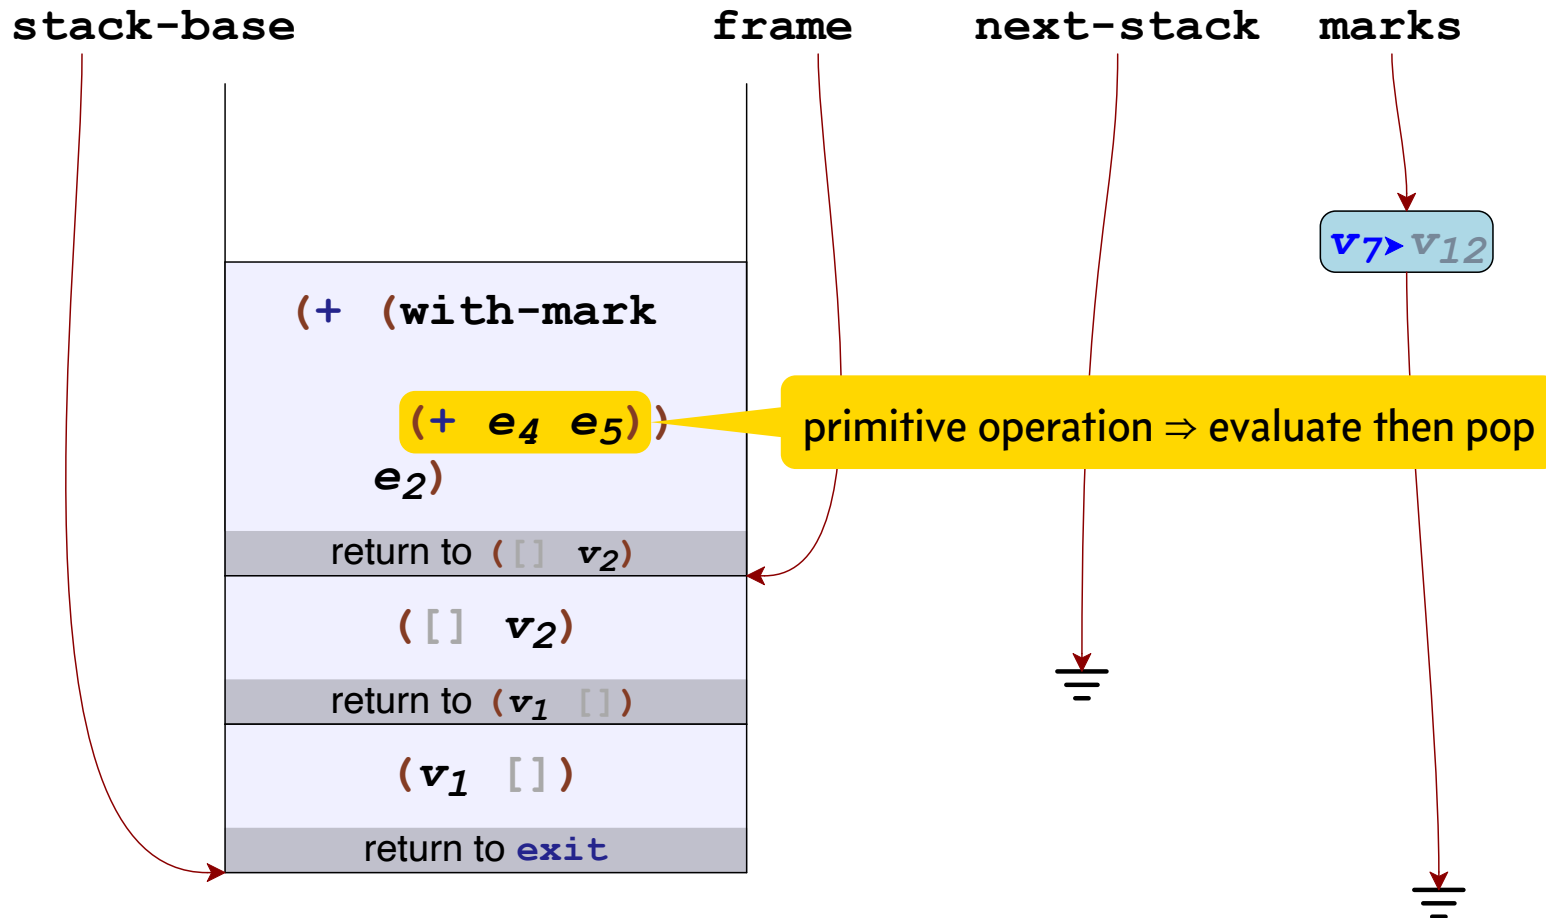 stack-base frame next-stack marks
v7➤v12
(+ (with-mark
(+ e4 e5))
primitive operation ⇒ evaluate then pop
e2)
return to ([] v2)
([] v2)
return to (v1 [])
(v1 [])
return to exit